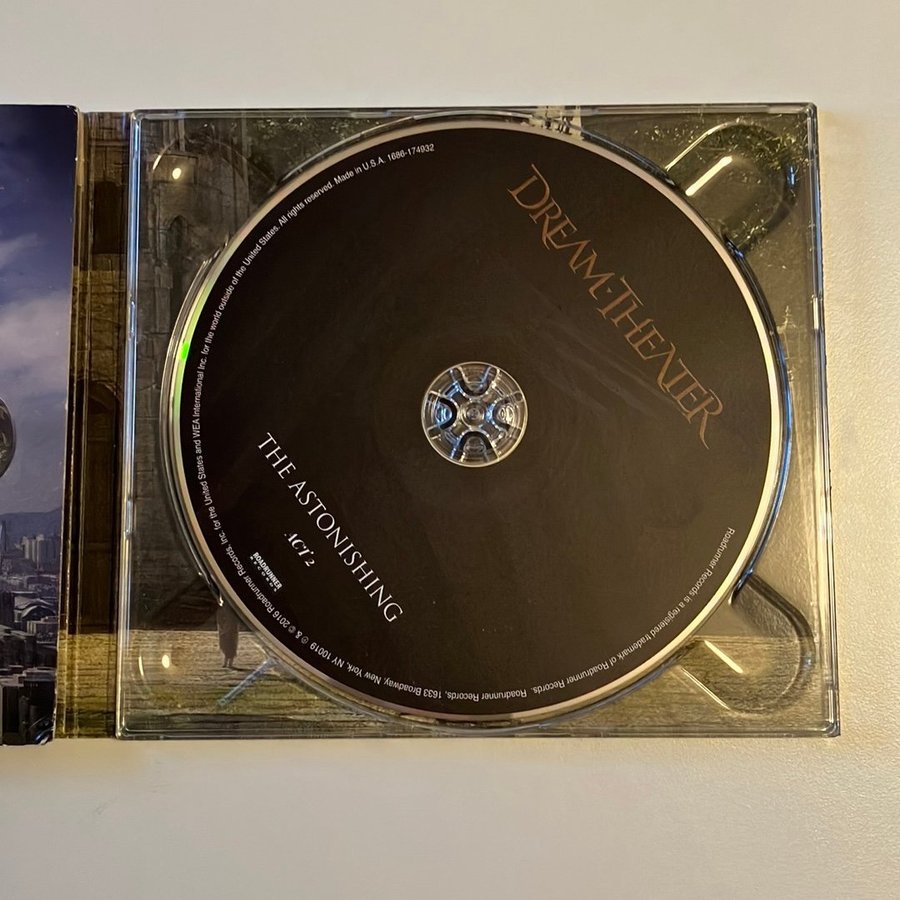 DREAM·THEATER
THE ASTONISHING
ACT 2
ROADRUNNER
RECORDS
Roadrunner Records is a registered trademark of Roadrunner Records. Roadrunner Records, 1633 Broadway, New York, NY 10019 ℗ & © 2016 Roadrunner Records, Inc. for the United States and WEA International Inc. for the world outside of the United States. All rights reserved. Made in U.S.A. 1686-174932